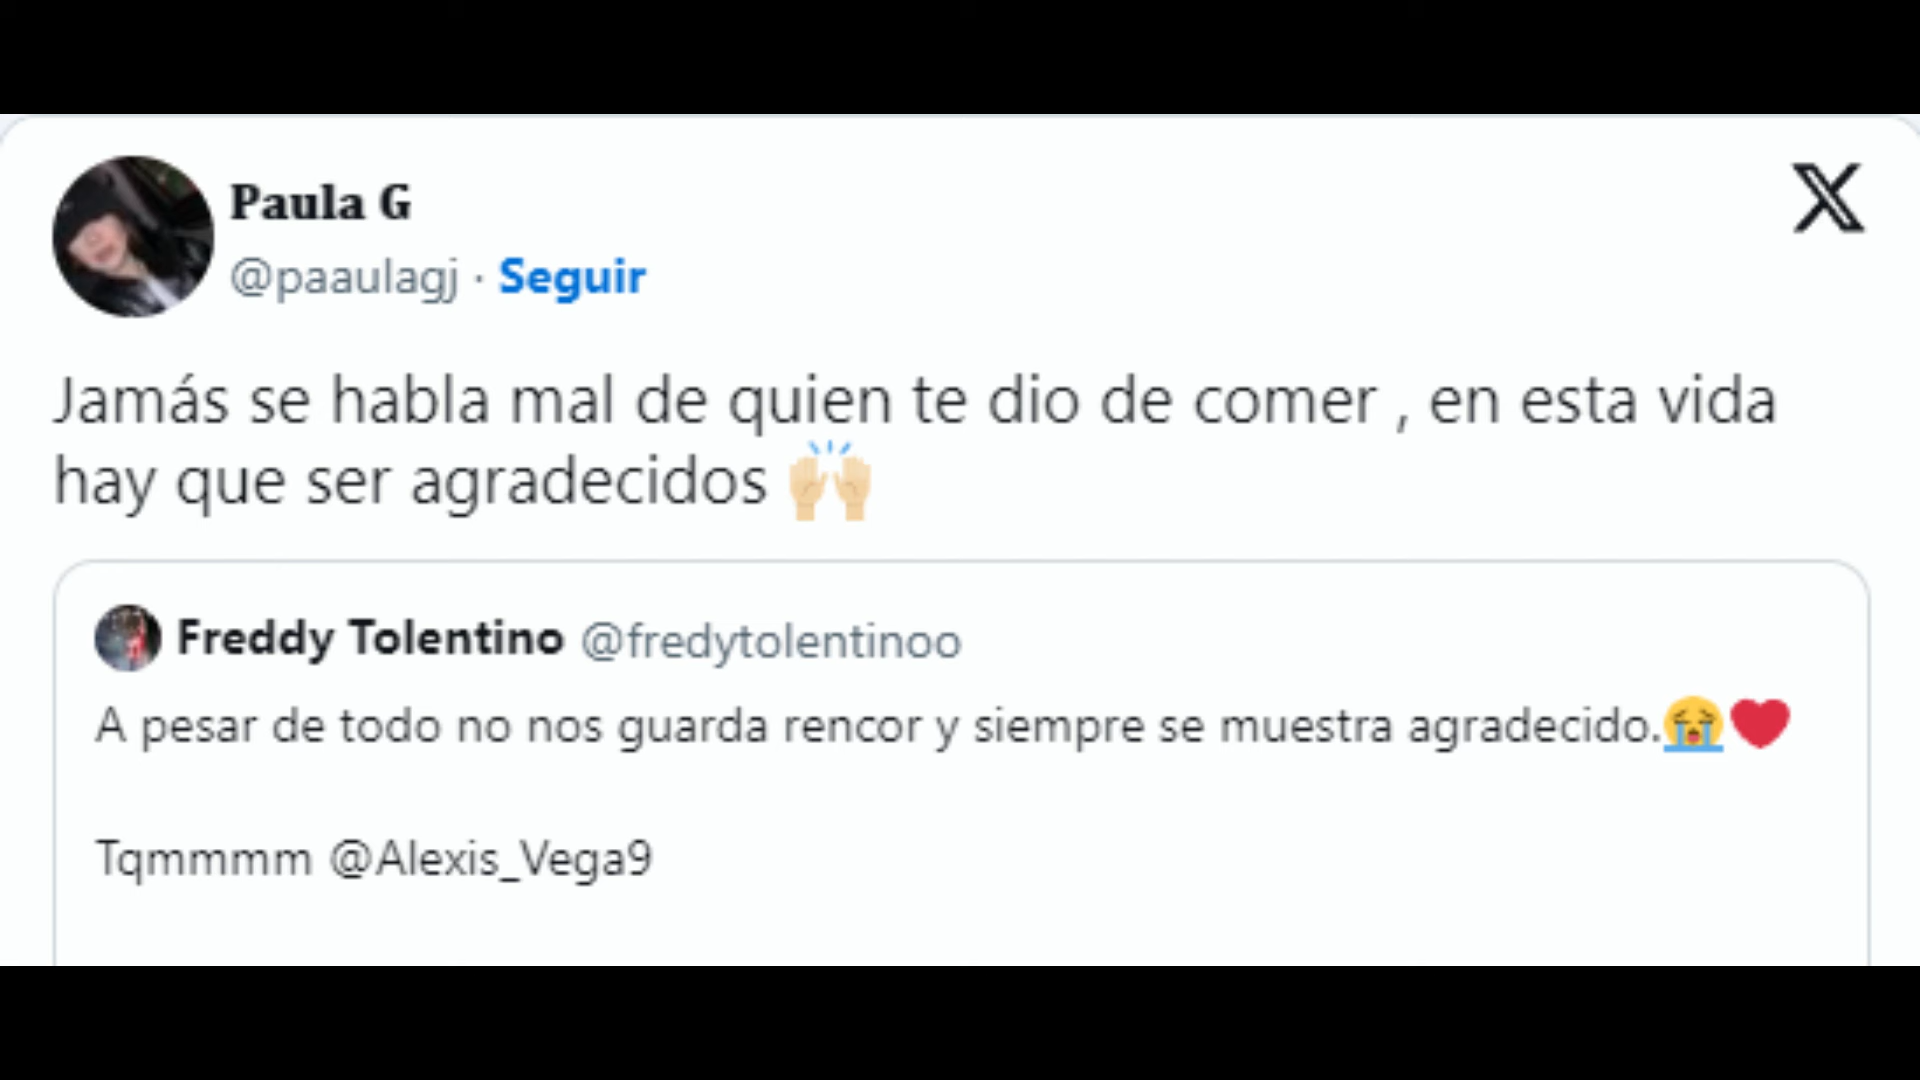 Paula G
@paaulagj · Seguir
Jamás se habla mal de quien te dio de comer , en esta vida
hay que ser agradecidos 🙌🏼
Freddy Tolentino @fredytolentinoo
A pesar de todo no nos guarda rencor y siempre se muestra agradecido.😭❤️
Tqmmmm @Alexis_Vega9